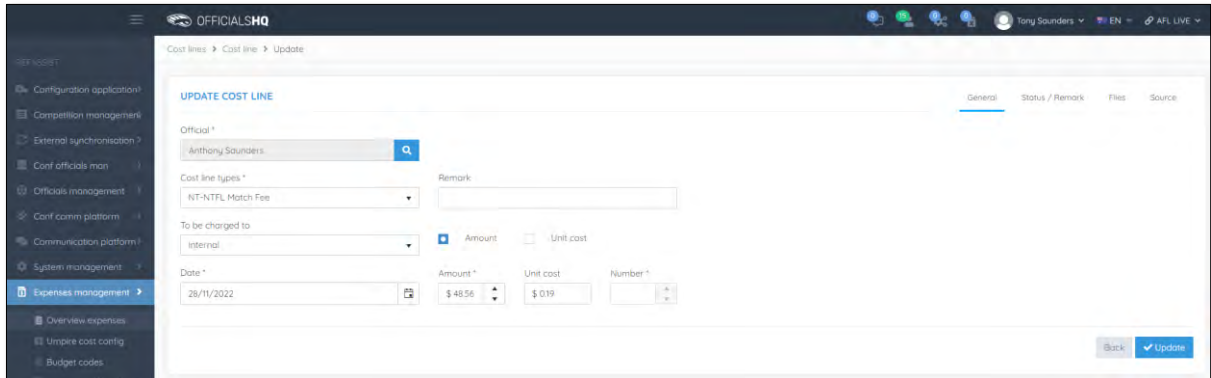 OFFICIALSHQ
Tony Saunders
EN
AFL LIVE
Cost lines > Cost line > Update
Configuration application
Competition management
External synchronisation
Conf officials man
Officials management
Conf comm platform
Communication platform
System management
Expenses management
Overview expenses
Umpire cost config
Budget codes
UPDATE COST LINE
General Status / Remark Files Source
Official *
Anthony Saunders
Cost line types * Remark
NT-NTFL Match Fee
To be charged to
Internal Amount Unit cost
Date * Amount * Unit cost Number *
28/11/2022 $ 48.56 $ 0.19
Back Update